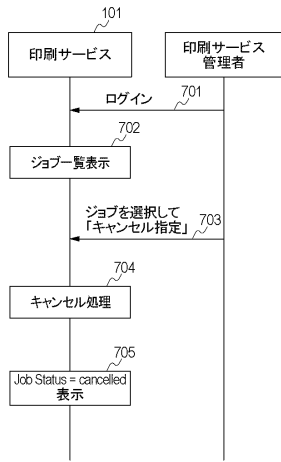 101
印刷サービス
印刷サービス
管理者
ログイン
701
702
ジョブ一覧表示
ジョブを選択して
「キャンセル指定」
703
704
キャンセル処理
705
Job Status = cancelled
表示